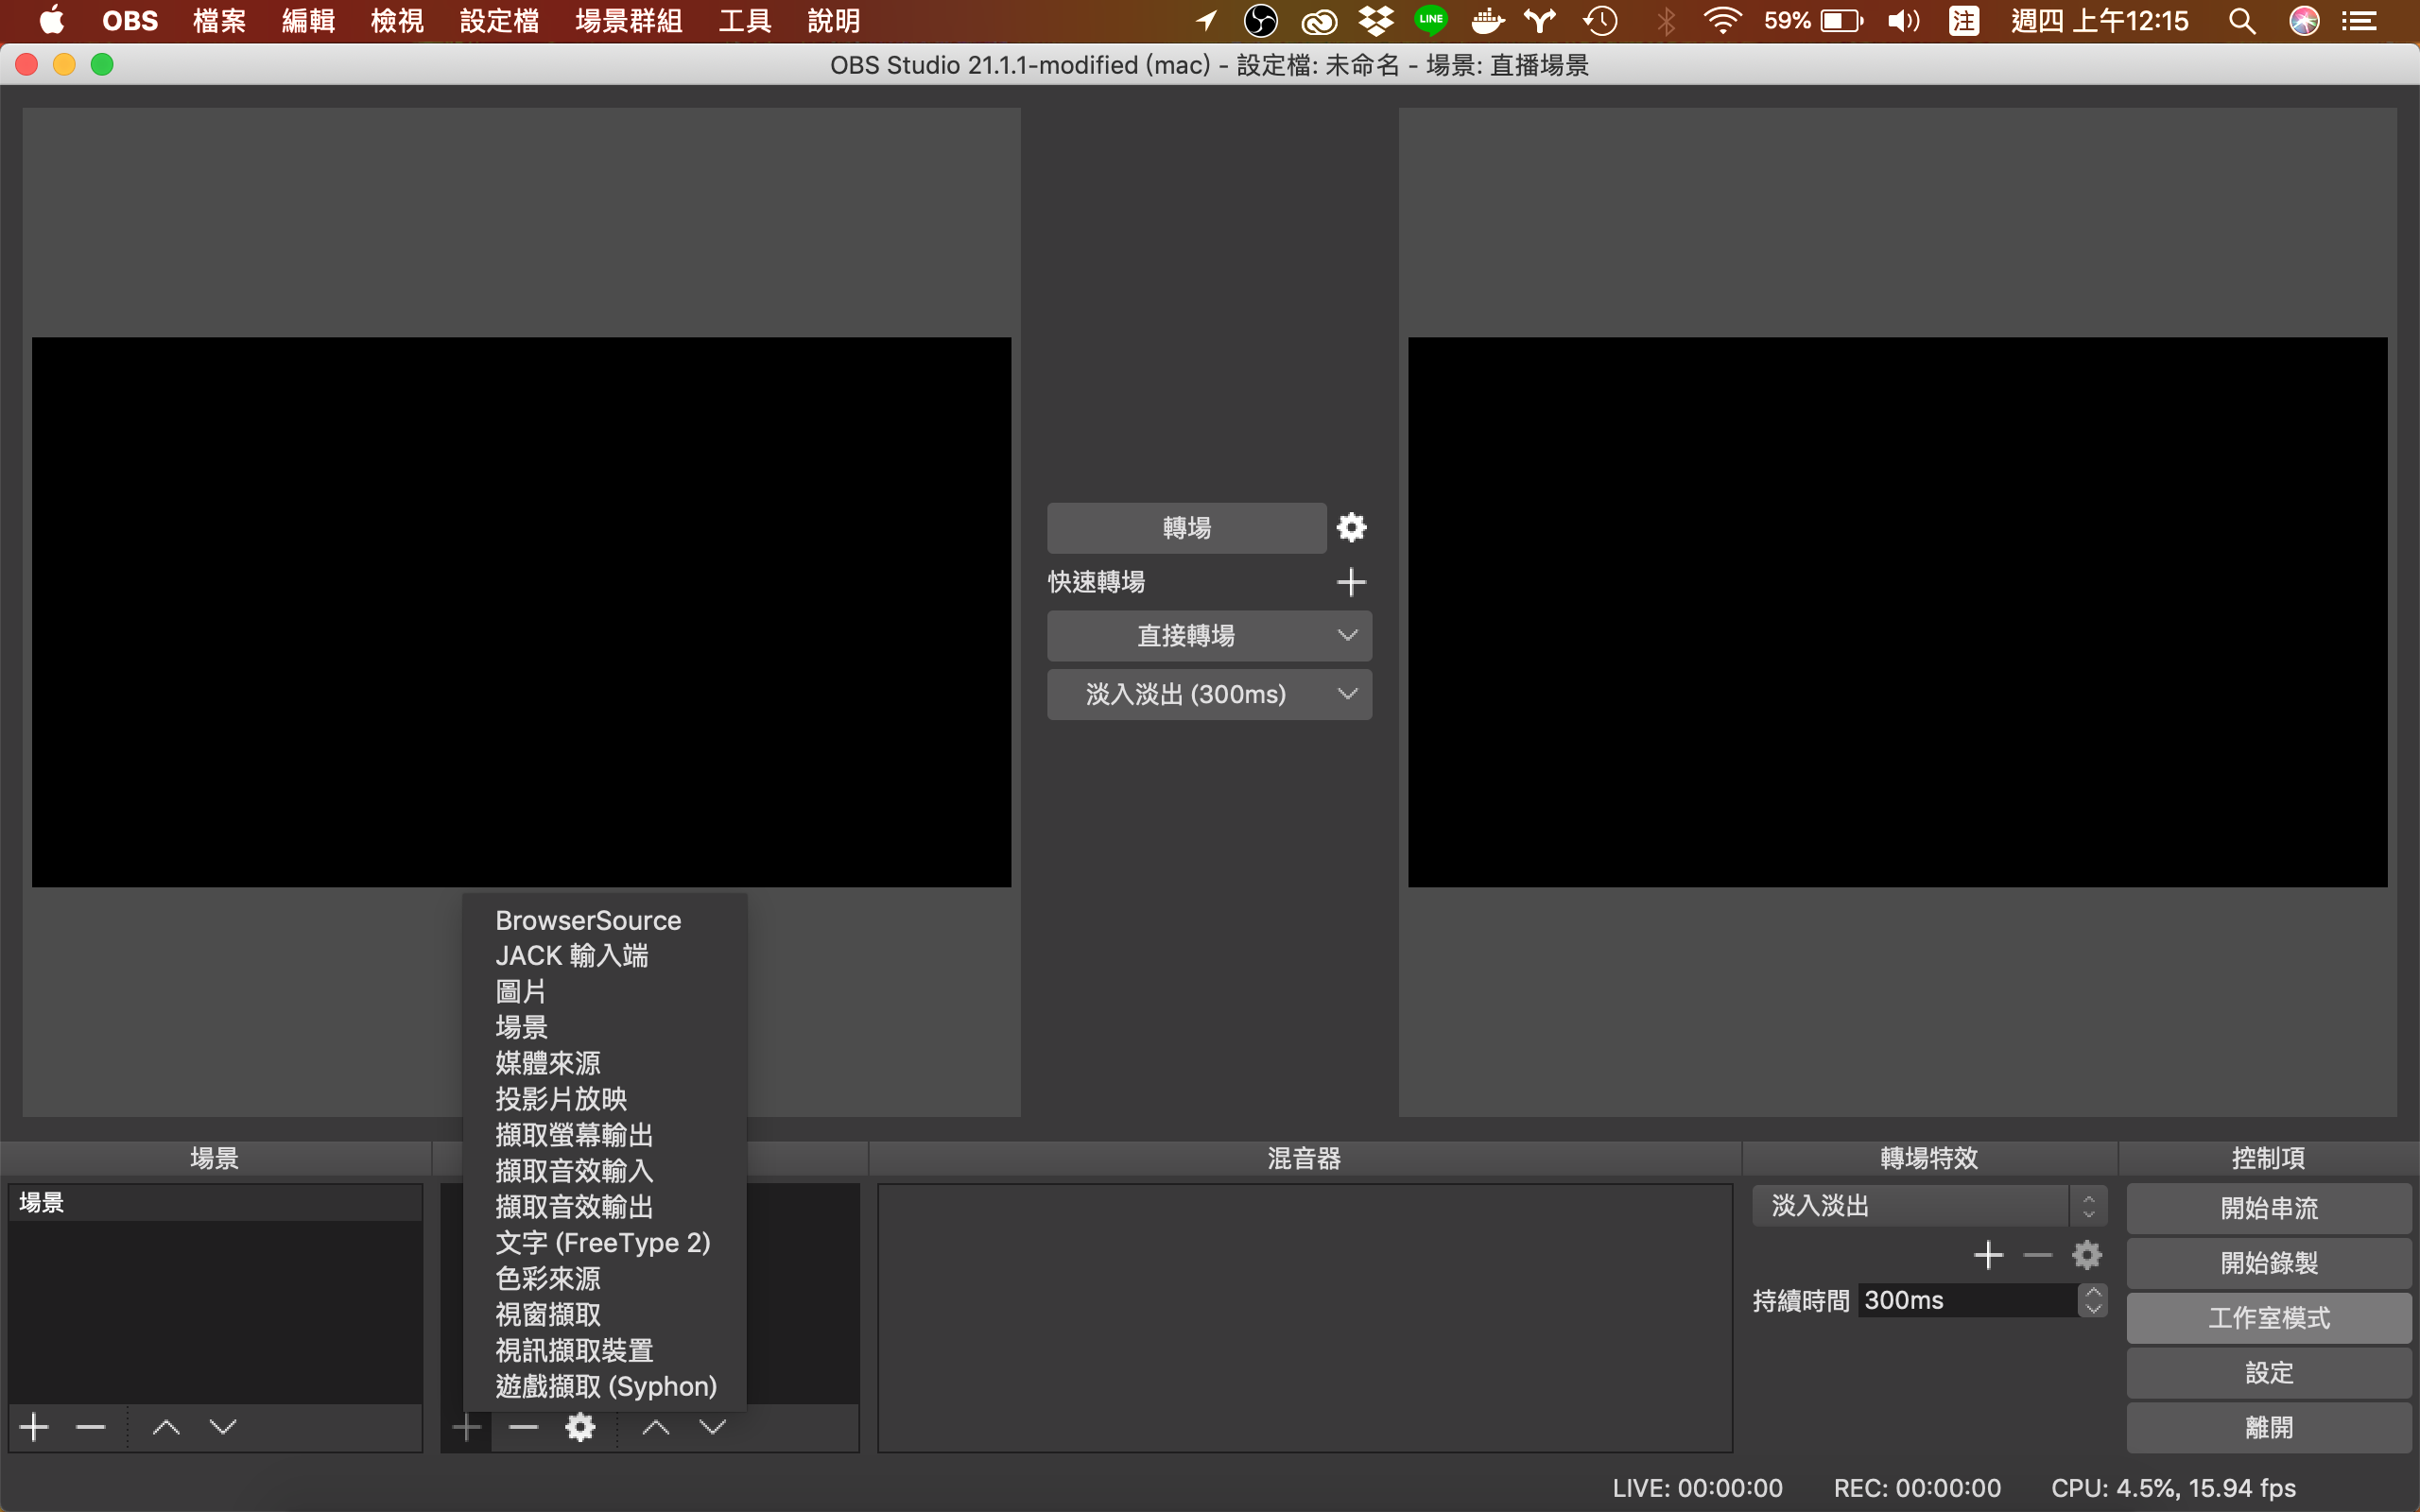 OBS 檔案 編輯 檢視 設定檔 場景群組 工具 說明 LINE 59% 注 週四 上午12:15
OBS Studio 21.1.1-modified (mac) - 設定檔: 未命名 - 場景: 直播場景
轉場
快速轉場
直接轉場
淡入淡出 (300ms)
BrowserSource
JACK 輸入端
圖片
場景
媒體來源
投影片放映
擷取螢幕輸出
擷取音效輸入
擷取音效輸出
文字 (FreeType 2)
色彩來源
視窗擷取
視訊擷取裝置
遊戲擷取 (Syphon)
場景
場景
混音器
轉場特效
淡入淡出
持續時間 300ms
控制項
開始串流
開始錄製
工作室模式
設定
離開
LIVE: 00:00:00 REC: 00:00:00 CPU: 4.5%, 15.94 fps